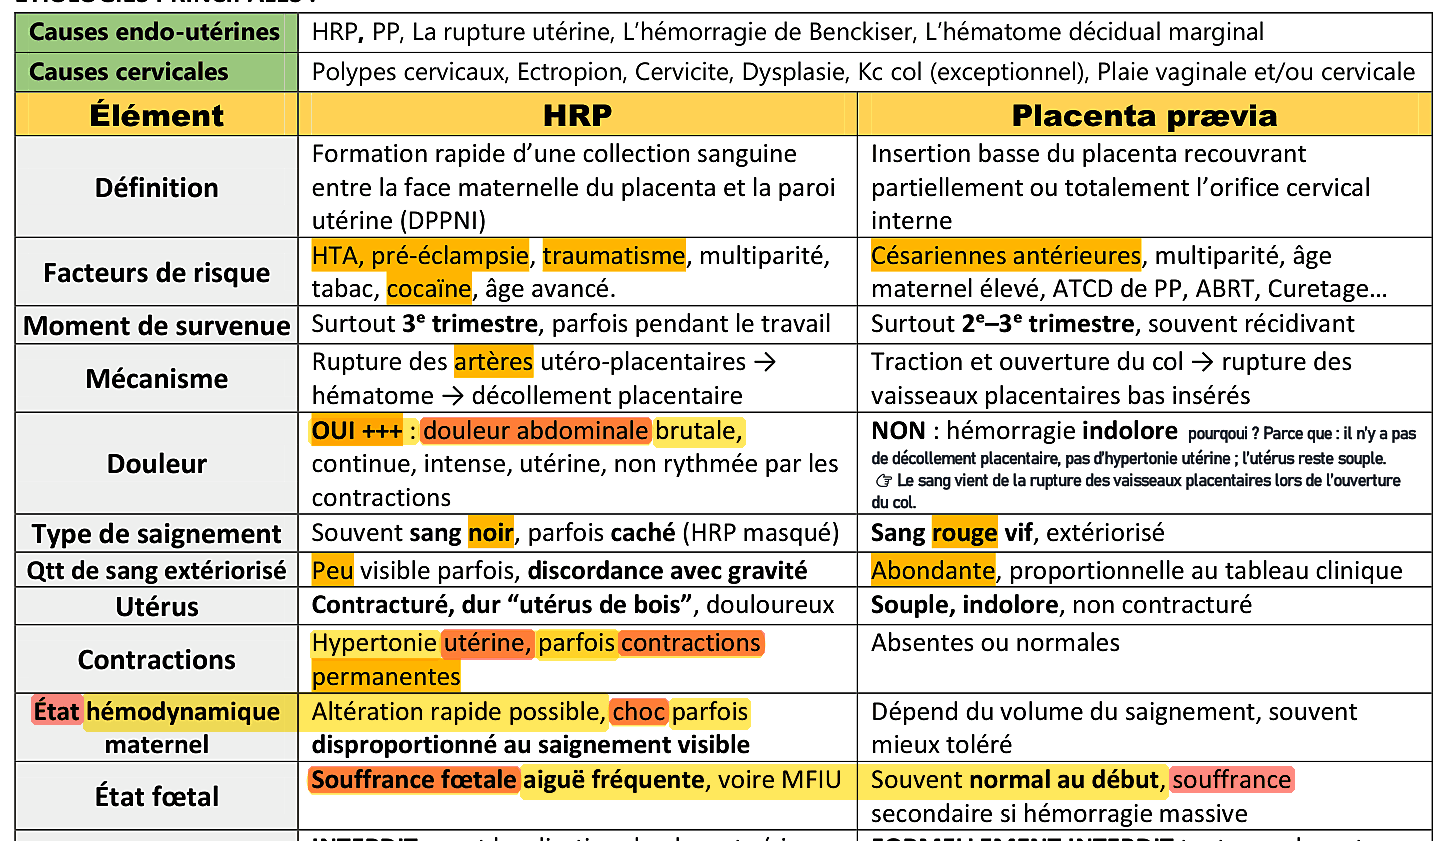 Causes endo-utérines HRP, PP, La rupture utérine, L’hémorragie de Benckiser, L’hématome décidual marginal
Causes cervicales Polypes cervicaux, Ectropion, Cervicite, Dysplasie, Kc col (exceptionnel), Plaie vaginale et/ou cervicale
Élément HRP Placenta prævia
Définition
Formation rapide d’une collection sanguine
entre la face maternelle du placenta et la paroi
utérine (DPPNI)
Insertion basse du placenta recouvrant
partiellement ou totalement l’orifice cervical
interne
Facteurs de risque
HTA, pré-éclampsie, traumatisme, multiparité,
tabac, cocaïne, âge avancé.
Césariennes antérieures, multiparité, âge
maternel élevé, ATCD de PP, ABRT, Curetage…
Moment de survenue
Surtout 3e trimestre, parfois pendant le travail
Surtout 2e–3e trimestre, souvent récidivant
Mécanisme
Rupture des artères utéro-placentaires →
hématome → décollement placentaire
Traction et ouverture du col → rupture des
vaisseaux placentaires bas insérés
Douleur
OUI +++ : douleur abdominale brutale,
continue, intense, utérine, non rythmée par les
contractions
NON : hémorragie indolore pourqoui ? Parce que : il n’y a pas
de décollement placentaire, pas d’hypertonie utérine ; l’utérus reste souple.
👉 Le sang vient de la rupture des vaisseaux placentaires lors de l’ouverture
du col.
Type de saignement
Souvent sang noir, parfois caché (HRP masqué)
Sang rouge vif, extériorisé
Qtt de sang extériorisé
Peu visible parfois, discordance avec gravité
Abondante, proportionnelle au tableau clinique
Utérus
Contracturé, dur “utérus de bois”, douloureux
Souple, indolore, non contracturé
Contractions
Hypertonie utérine, parfois contractions
permanentes
Absentes ou normales
État hémodynamique
maternel
Altération rapide possible, choc parfois
disproportionné au saignement visible
Dépend du volume du saignement, souvent
mieux toléré
État fœtal
Souffrance fœtale aiguë fréquente, voire MFIU
Souvent normal au début, souffrance
secondaire si hémorragie massive